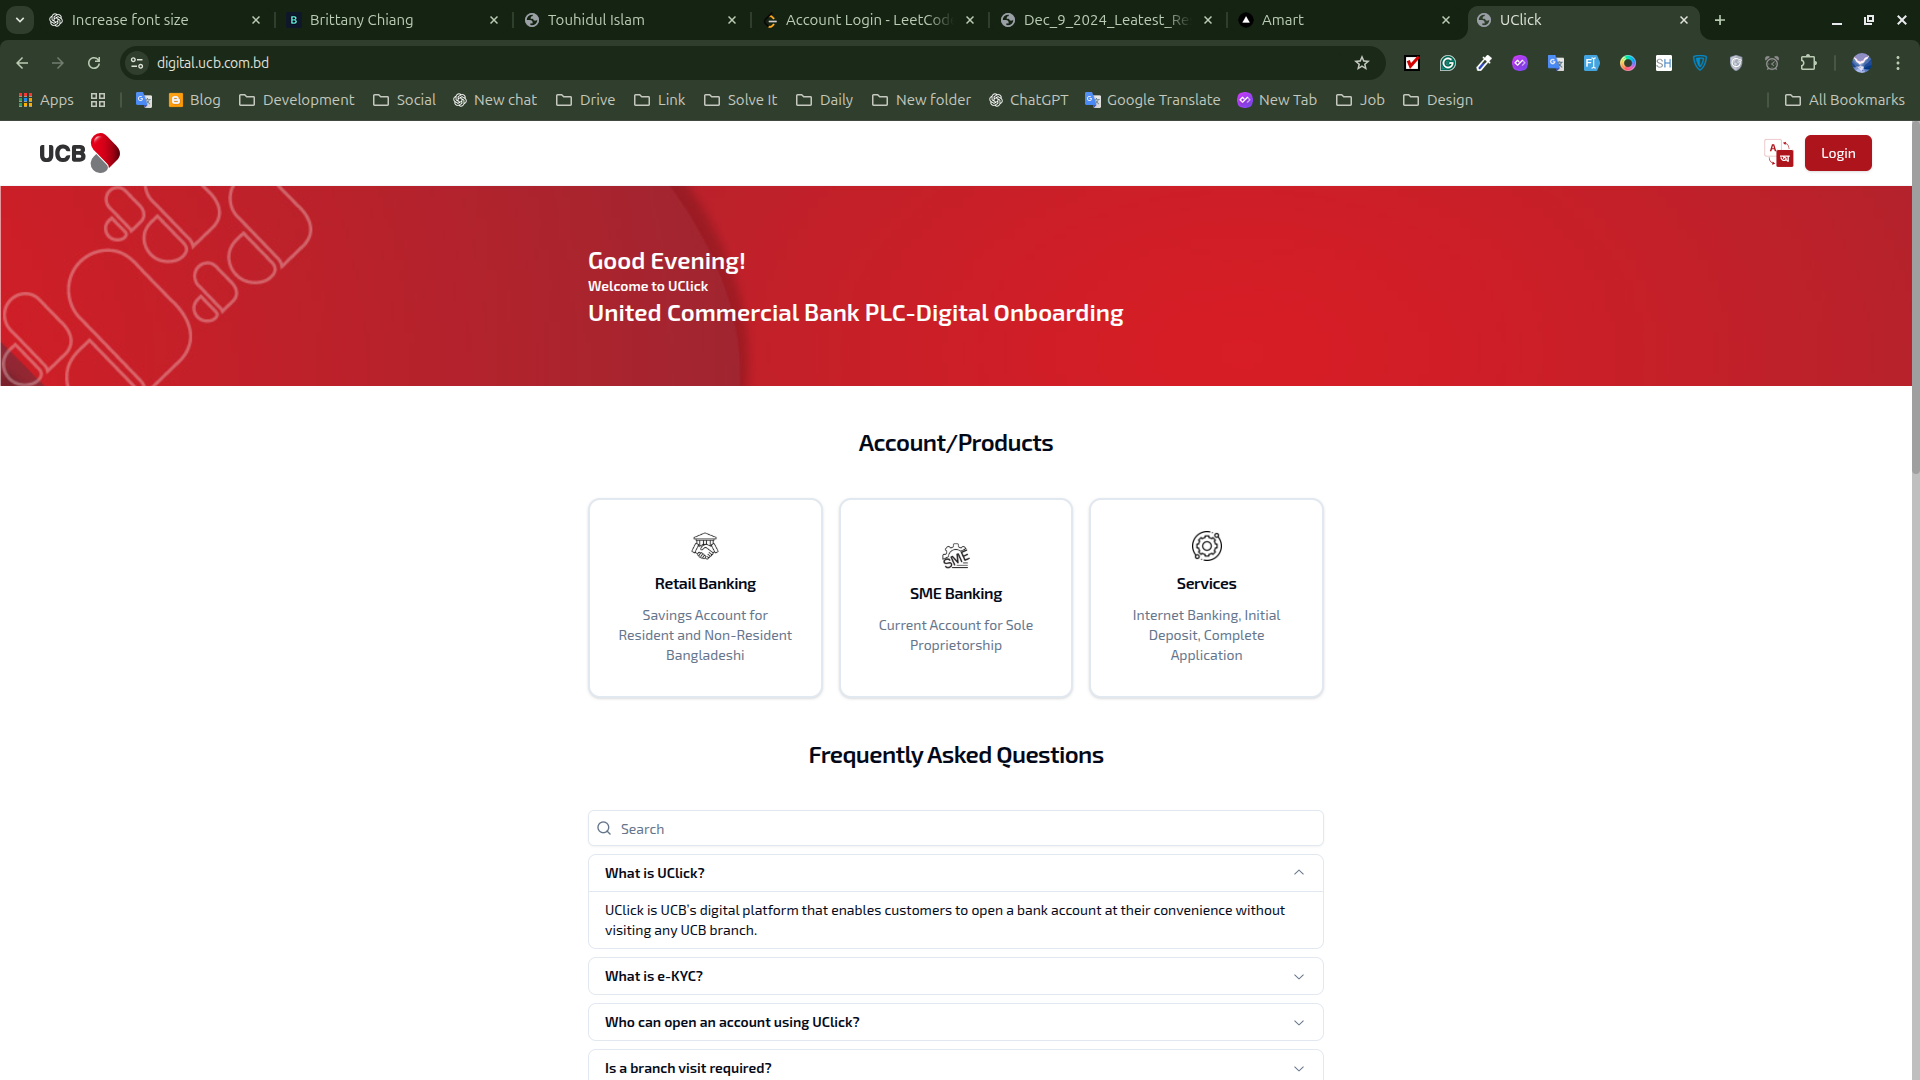 Increase font size
Brittany Chiang
Touhidul Islam
Account Login - LeetCod
Dec_9_2024_Leatest_Re
Amart
UClick
digital.ucb.com.bd
Apps
Blog
Development
Social
New chat
Drive
Link
Solve It
Daily
New folder
ChatGPT
Google Translate
New Tab
Job
Design
All Bookmarks
UCB
Login
Good Evening!
Welcome to UClick
United Commercial Bank PLC-Digital Onboarding
Account/Products
Retail Banking
Savings Account for
Resident and Non-Resident
Bangladeshi
SME
SME Banking
Current Account for Sole
Proprietorship
Services
Internet Banking, Initial
Deposit, Complete
Application
Frequently Asked Questions
Search
What is UClick?
UClick is UCB's digital platform that enables customers to open a bank account at their convenience without
visiting any UCB branch.
What is e-KYC?
Who can open an account using UClick?
Is a branch visit required?